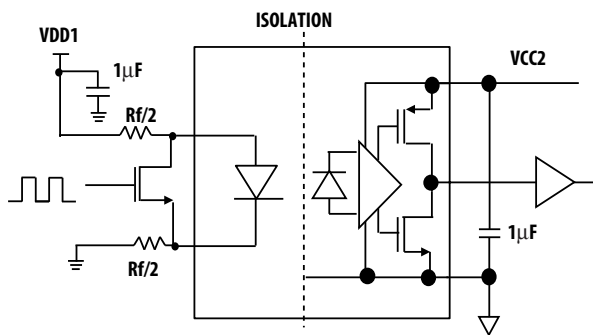 ISOLATION
VDD1
1μF
Rf/2
Rf/2
VCC2
1μF